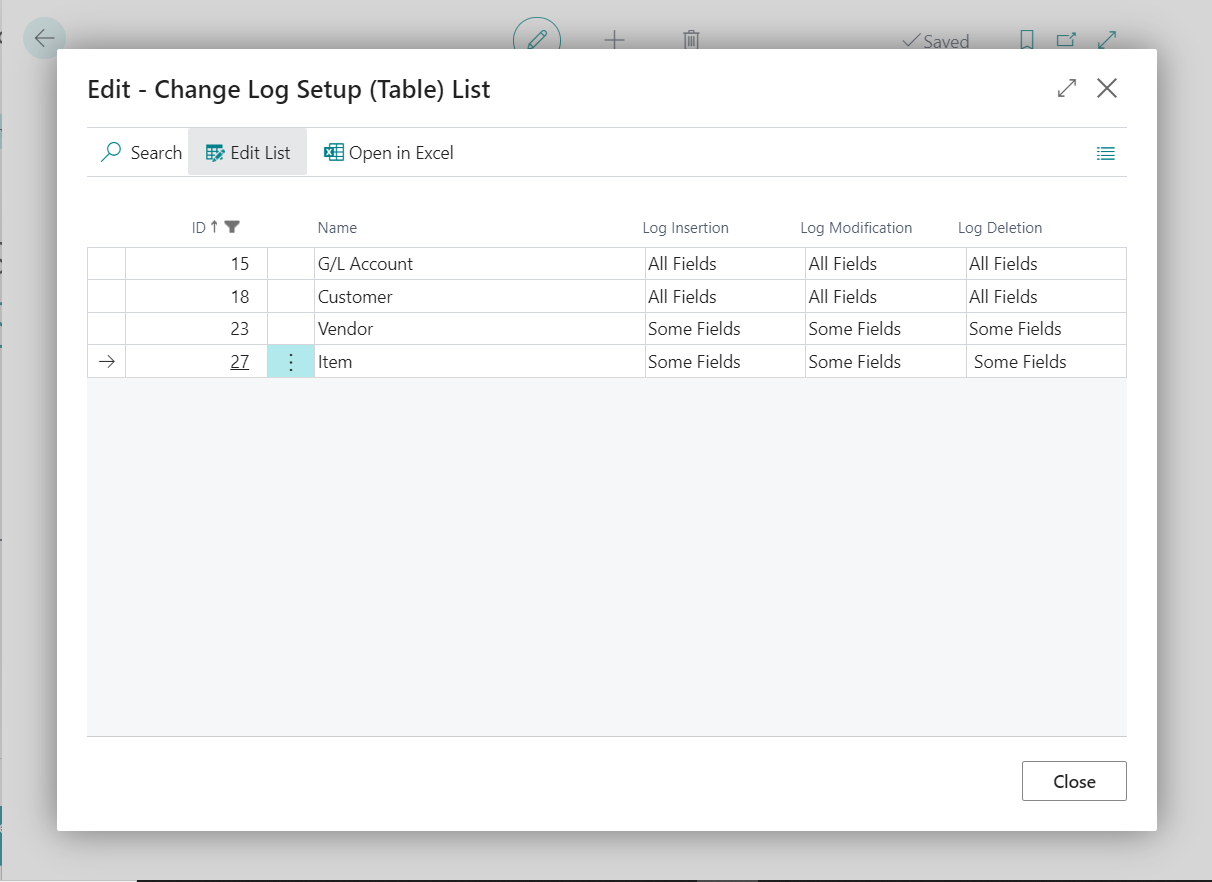 Saved
Edit - Change Log Setup (Table) List
Search Edit List Open in Excel
ID Name Log Insertion Log Modification Log Deletion
15 G/L Account All Fields All Fields All Fields
18 Customer All Fields All Fields All Fields
23 Vendor Some Fields Some Fields Some Fields
27 Item Some Fields Some Fields Some Fields
Close